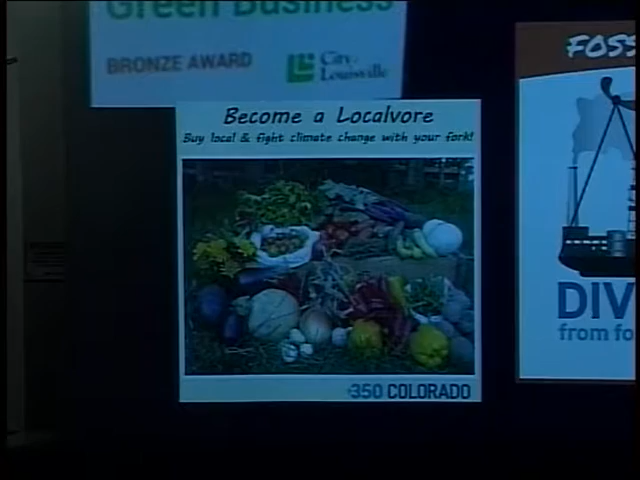 Green Business
BRONZE AWARD
City of
Louisville
Become a Localvore
Buy local & fight climate change with your fork!
350 COLORADO
FOSS
DIV
from fo